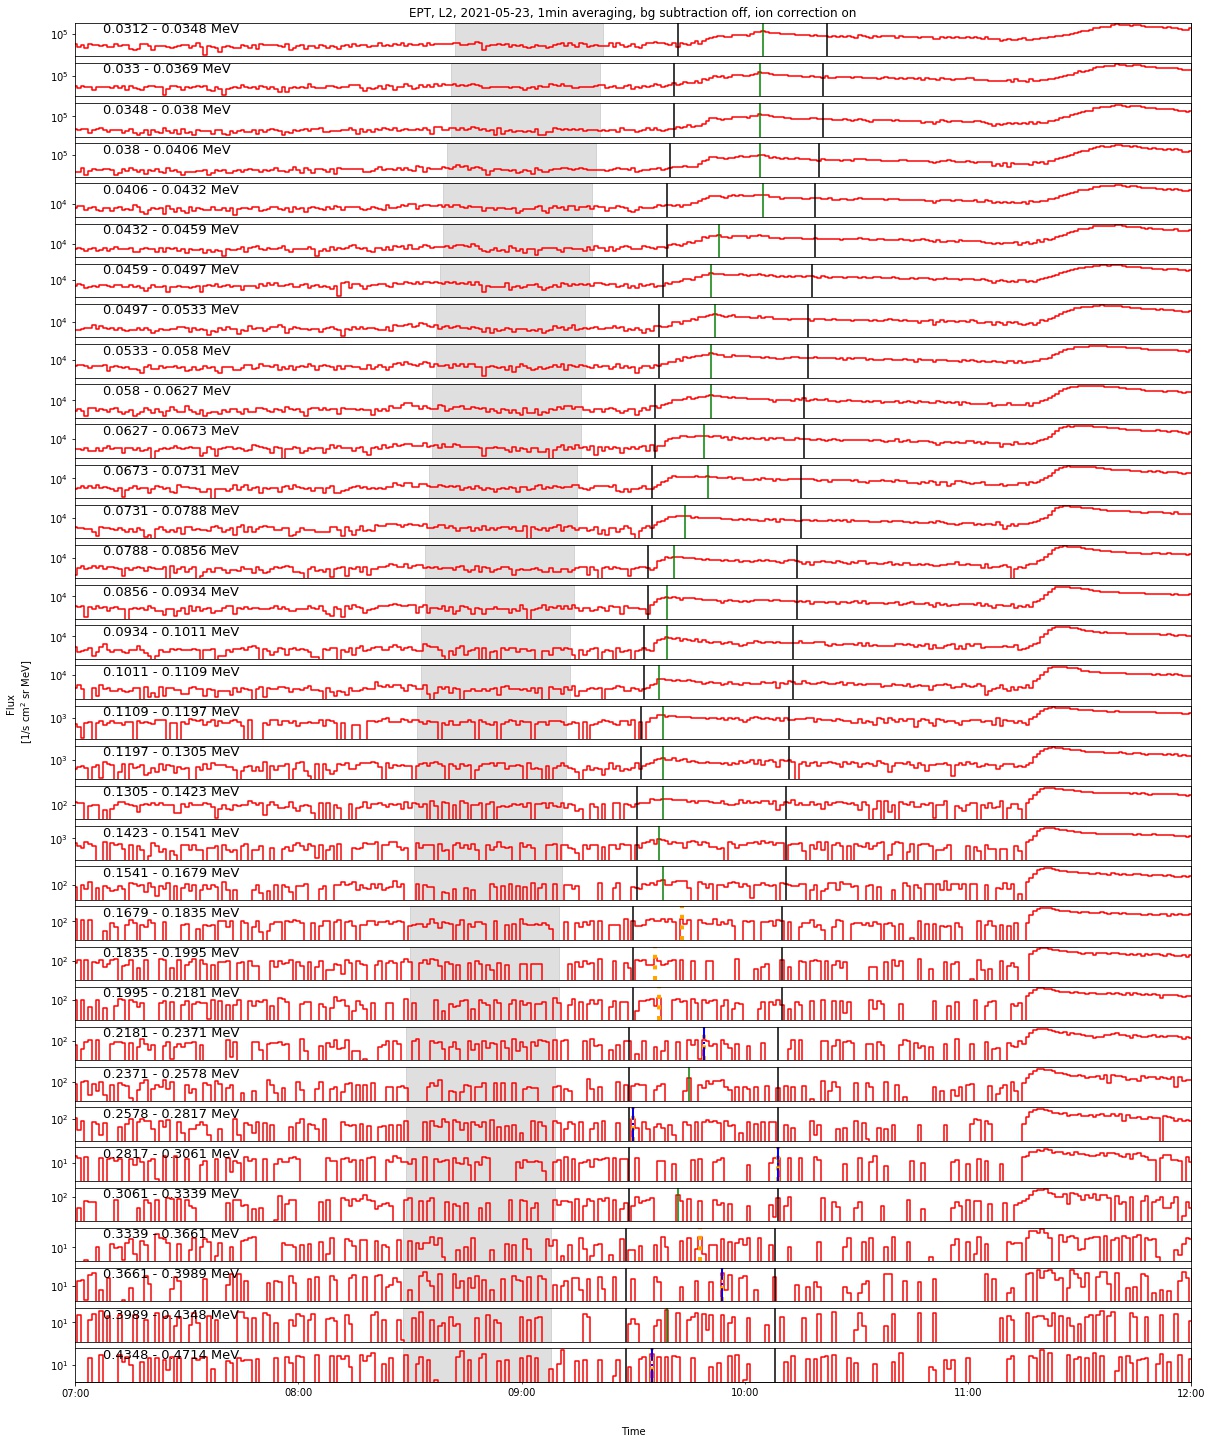 EPT, L2, 2021-05-23, 1min averaging, bg subtraction off, ion correction on
10⁵ 0.0312 - 0.0348 MeV
10⁵ 0.033 - 0.0369 MeV
10⁵ 0.0348 - 0.038 MeV
10⁵ 0.038 - 0.0406 MeV
10⁴ 0.0406 - 0.0432 MeV
10⁴ 0.0432 - 0.0459 MeV
10⁴ 0.0459 - 0.0497 MeV
10⁴ 0.0497 - 0.0533 MeV
10⁴ 0.0533 - 0.058 MeV
10⁴ 0.058 - 0.0627 MeV
10⁴ 0.0627 - 0.0673 MeV
10⁴ 0.0673 - 0.0731 MeV
10⁴ 0.0731 - 0.0788 MeV
10⁴ 0.0788 - 0.0856 MeV
10⁴ 0.0856 - 0.0934 MeV
10⁴ 0.0934 - 0.1011 MeV
10⁴ 0.1011 - 0.1109 MeV
10³ 0.1109 - 0.1197 MeV
10³ 0.1197 - 0.1305 MeV
10² 0.1305 - 0.1423 MeV
10³ 0.1423 - 0.1541 MeV
10² 0.1541 - 0.1679 MeV
10² 0.1679 - 0.1835 MeV
10² 0.1835 - 0.1995 MeV
10² 0.1995 - 0.2181 MeV
10² 0.2181 - 0.2371 MeV
10² 0.2371 - 0.2578 MeV
10² 0.2578 - 0.2817 MeV
10¹ 0.2817 - 0.3061 MeV
10² 0.3061 - 0.3339 MeV
10¹ 0.3339 - 0.3661 MeV
10¹ 0.3661 - 0.3989 MeV
10¹ 0.3989 - 0.4348 MeV
10¹ 0.4348 - 0.4714 MeV
Flux
[1/s cm² sr MeV]
07:00 08:00 09:00 10:00 11:00 12:00
Time